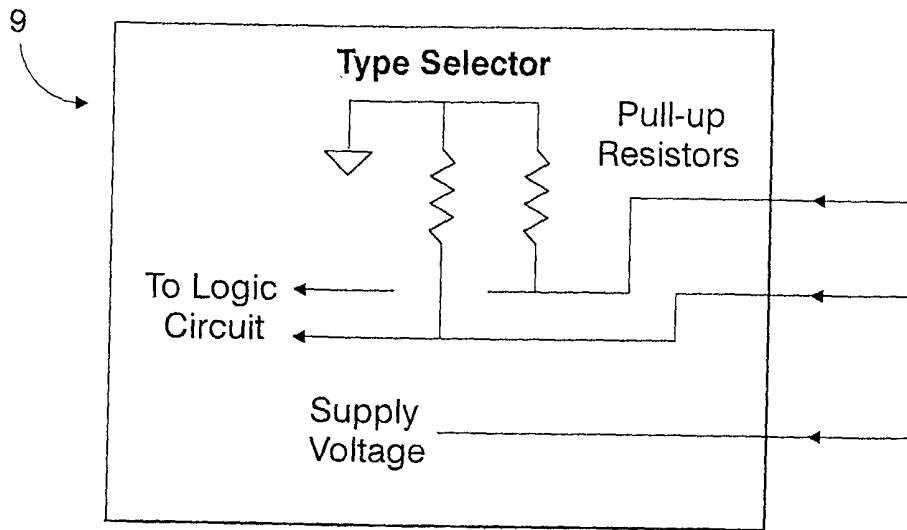 9
Type Selector
Pull-up
Resistors
To Logic
Circuit
Supply
Voltage